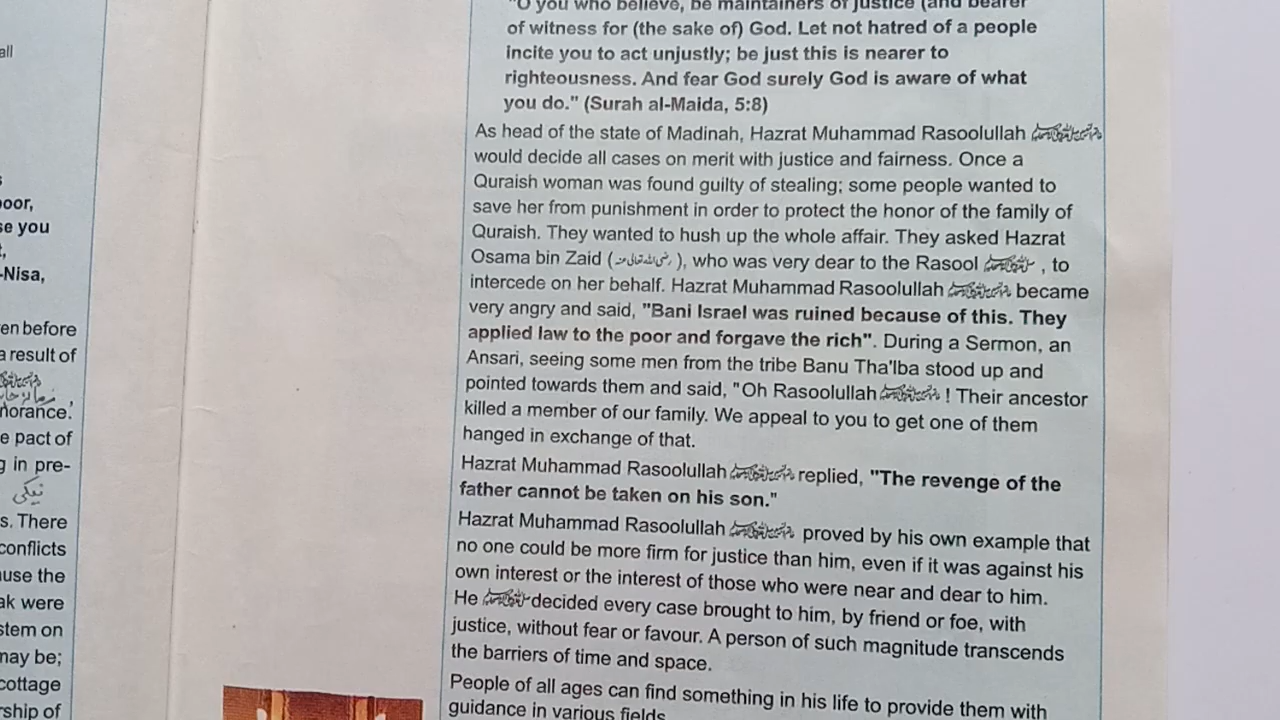 all
poor,
se you
-Nisa,
en before
a result of
norance.
e pact of
g in pre-
نیکی
s. There
conflicts
use the
ak were
stem on
may be;
cottage
rship of
"O you who believe, be maintainers of justice (and bearer
of witness for (the sake of) God. Let not hatred of a people
incite you to act unjustly; be just this is nearer to
righteousness. And fear God surely God is aware of what
you do." (Surah al-Maida, 5:8)
As head of the state of Madinah, Hazrat Muhammad Rasoolullah
would decide all cases on merit with justice and fairness. Once a
Quraish woman was found guilty of stealing; some people wanted to
save her from punishment in order to protect the honor of the family of
Quraish. They wanted to hush up the whole affair. They asked Hazrat
Osama bin Zaid (رضی اللہ تعالیٰ عنہ), who was very dear to the Rasool , to
intercede on her behalf. Hazrat Muhammad Rasoolullah became
very angry and said, "Bani Israel was ruined because of this. They
applied law to the poor and forgave the rich". During a Sermon, an
Ansari, seeing some men from the tribe Banu Tha'lba stood up and
pointed towards them and said, "Oh Rasoolullah ! Their ancestor
killed a member of our family. We appeal to you to get one of them
hanged in exchange of that.
Hazrat Muhammad Rasoolullah replied, "The revenge of the
father cannot be taken on his son."
Hazrat Muhammad Rasoolullah proved by his own example that
no one could be more firm for justice than him, even if it was against his
own interest or the interest of those who were near and dear to him.
He decided every case brought to him, by friend or foe, with
justice, without fear or favour. A person of such magnitude transcends
the barriers of time and space.
People of all ages can find something in his life to provide them with
guidance in various fields.